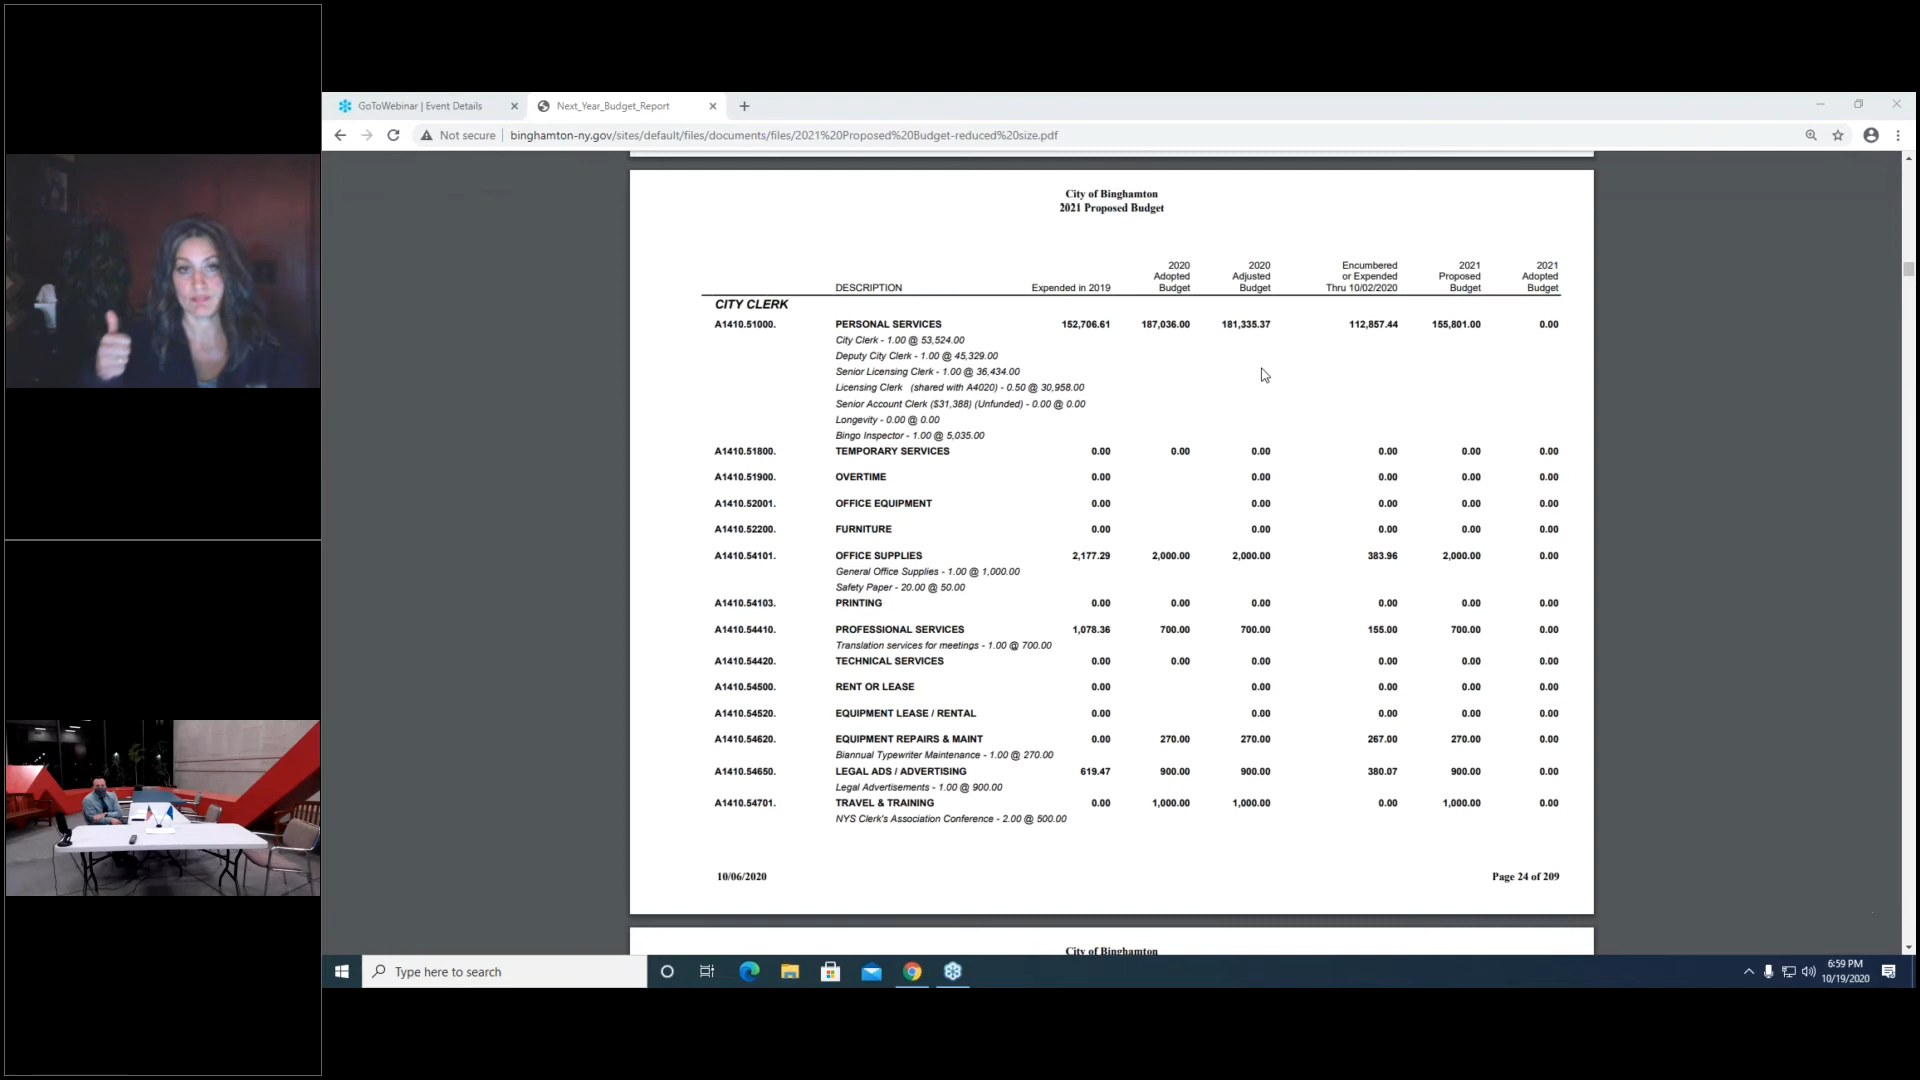 GoToWebinar | Event Details
Next_Year_Budget_Report
Not secure
binghamton-ny.gov/sites/default/files/documents/files/2021%20Proposed%20Budget-reduced%20size.pdf
City of Binghamton
2021 Proposed Budget
2020 2020 Encumbered 2021 2021
Adopted Adjusted or Expended Proposed Adopted
DESCRIPTION Expended in 2019 Budget Budget Thru 10/02/2020 Budget Budget
CITY CLERK
A1410.51000. PERSONAL SERVICES 152,706.61 187,036.00 181,335.37 112,857.44 155,801.00 0.00
City Clerk - 1.00 @ 53,524.00
Deputy City Clerk - 1.00 @ 45,329.00
Senior Licensing Clerk - 1.00 @ 36,434.00
Licensing Clerk (shared with A4020) - 0.50 @ 30,958.00
Senior Account Clerk ($31,388) (Unfunded) - 0.00 @ 0.00
Longevity - 0.00 @ 0.00
Bingo Inspector - 1.00 @ 5,035.00
A1410.51800. TEMPORARY SERVICES 0.00 0.00 0.00 0.00 0.00 0.00
A1410.51900. OVERTIME 0.00 0.00 0.00 0.00 0.00
A1410.52001. OFFICE EQUIPMENT 0.00 0.00 0.00 0.00 0.00
A1410.52200. FURNITURE 0.00 0.00 0.00 0.00 0.00
A1410.54101. OFFICE SUPPLIES 2,177.29 2,000.00 2,000.00 383.96 2,000.00 0.00
General Office Supplies - 1.00 @ 1,000.00
Safety Paper - 20.00 @ 50.00
A1410.54103. PRINTING 0.00 0.00 0.00 0.00 0.00 0.00
A1410.54410. PROFESSIONAL SERVICES 1,078.36 700.00 700.00 155.00 700.00 0.00
Translation services for meetings - 1.00 @ 700.00
A1410.54420. TECHNICAL SERVICES 0.00 0.00 0.00 0.00 0.00 0.00
A1410.54500. RENT OR LEASE 0.00 0.00 0.00 0.00 0.00
A1410.54520. EQUIPMENT LEASE / RENTAL 0.00 0.00 0.00 0.00 0.00
A1410.54620. EQUIPMENT REPAIRS & MAINT 0.00 270.00 270.00 267.00 270.00 0.00
Biannual Typewriter Maintenance - 1.00 @ 270.00
A1410.54650. LEGAL ADS / ADVERTISING 619.47 900.00 900.00 380.07 900.00 0.00
Legal Advertisements - 1.00 @ 900.00
A1410.54701. TRAVEL & TRAINING 0.00 1,000.00 1,000.00 0.00 1,000.00 0.00
NYS Clerk's Association Conference - 2.00 @ 500.00
10/06/2020 Page 24 of 209
City of Binghamton
Type here to search
6:59 PM
10/19/2020